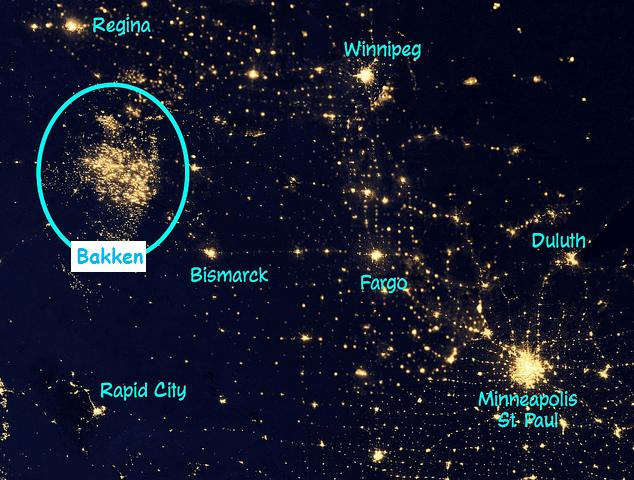 Regina
Winnipeg
Bakken
Duluth
Bismarck
Fargo
Rapid City
Minneapolis
St. Paul